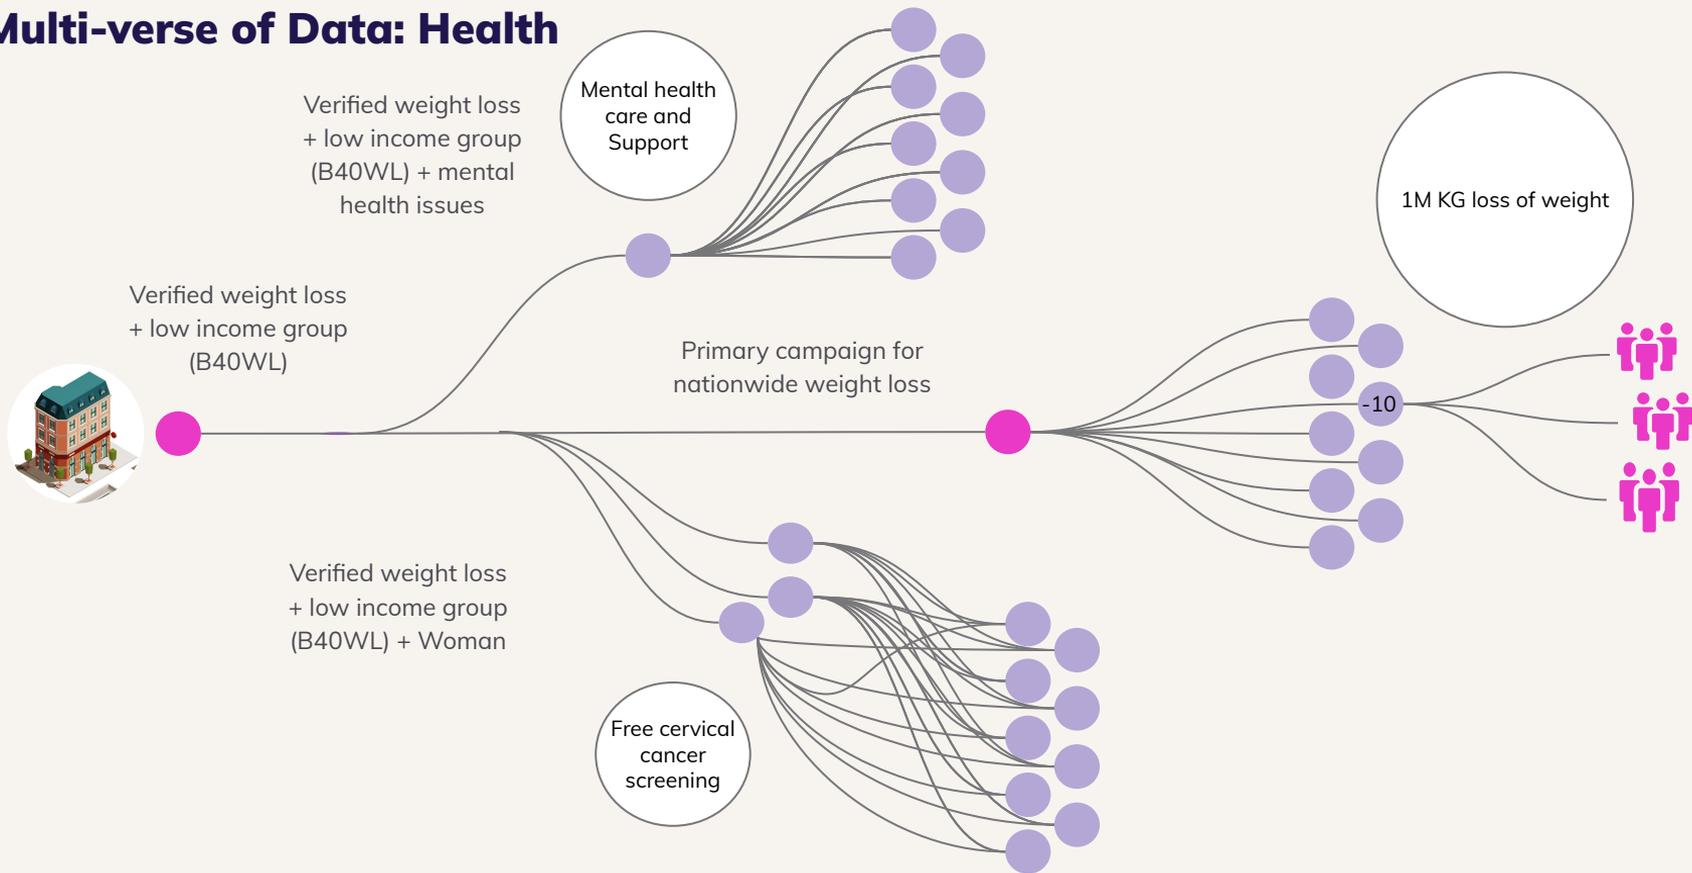 Multi-verse of Data: Health
Mental health
care and
Support
Verified weight loss
+ low income group
(B40WL) + mental
health issues
1M KG loss of weight
Verified weight loss
+ low income group
(B40WL)
Primary campaign for
nationwide weight loss
-10
Verified weight loss
+ low income group
(B40WL) + Woman
Free cervical
cancer
screening